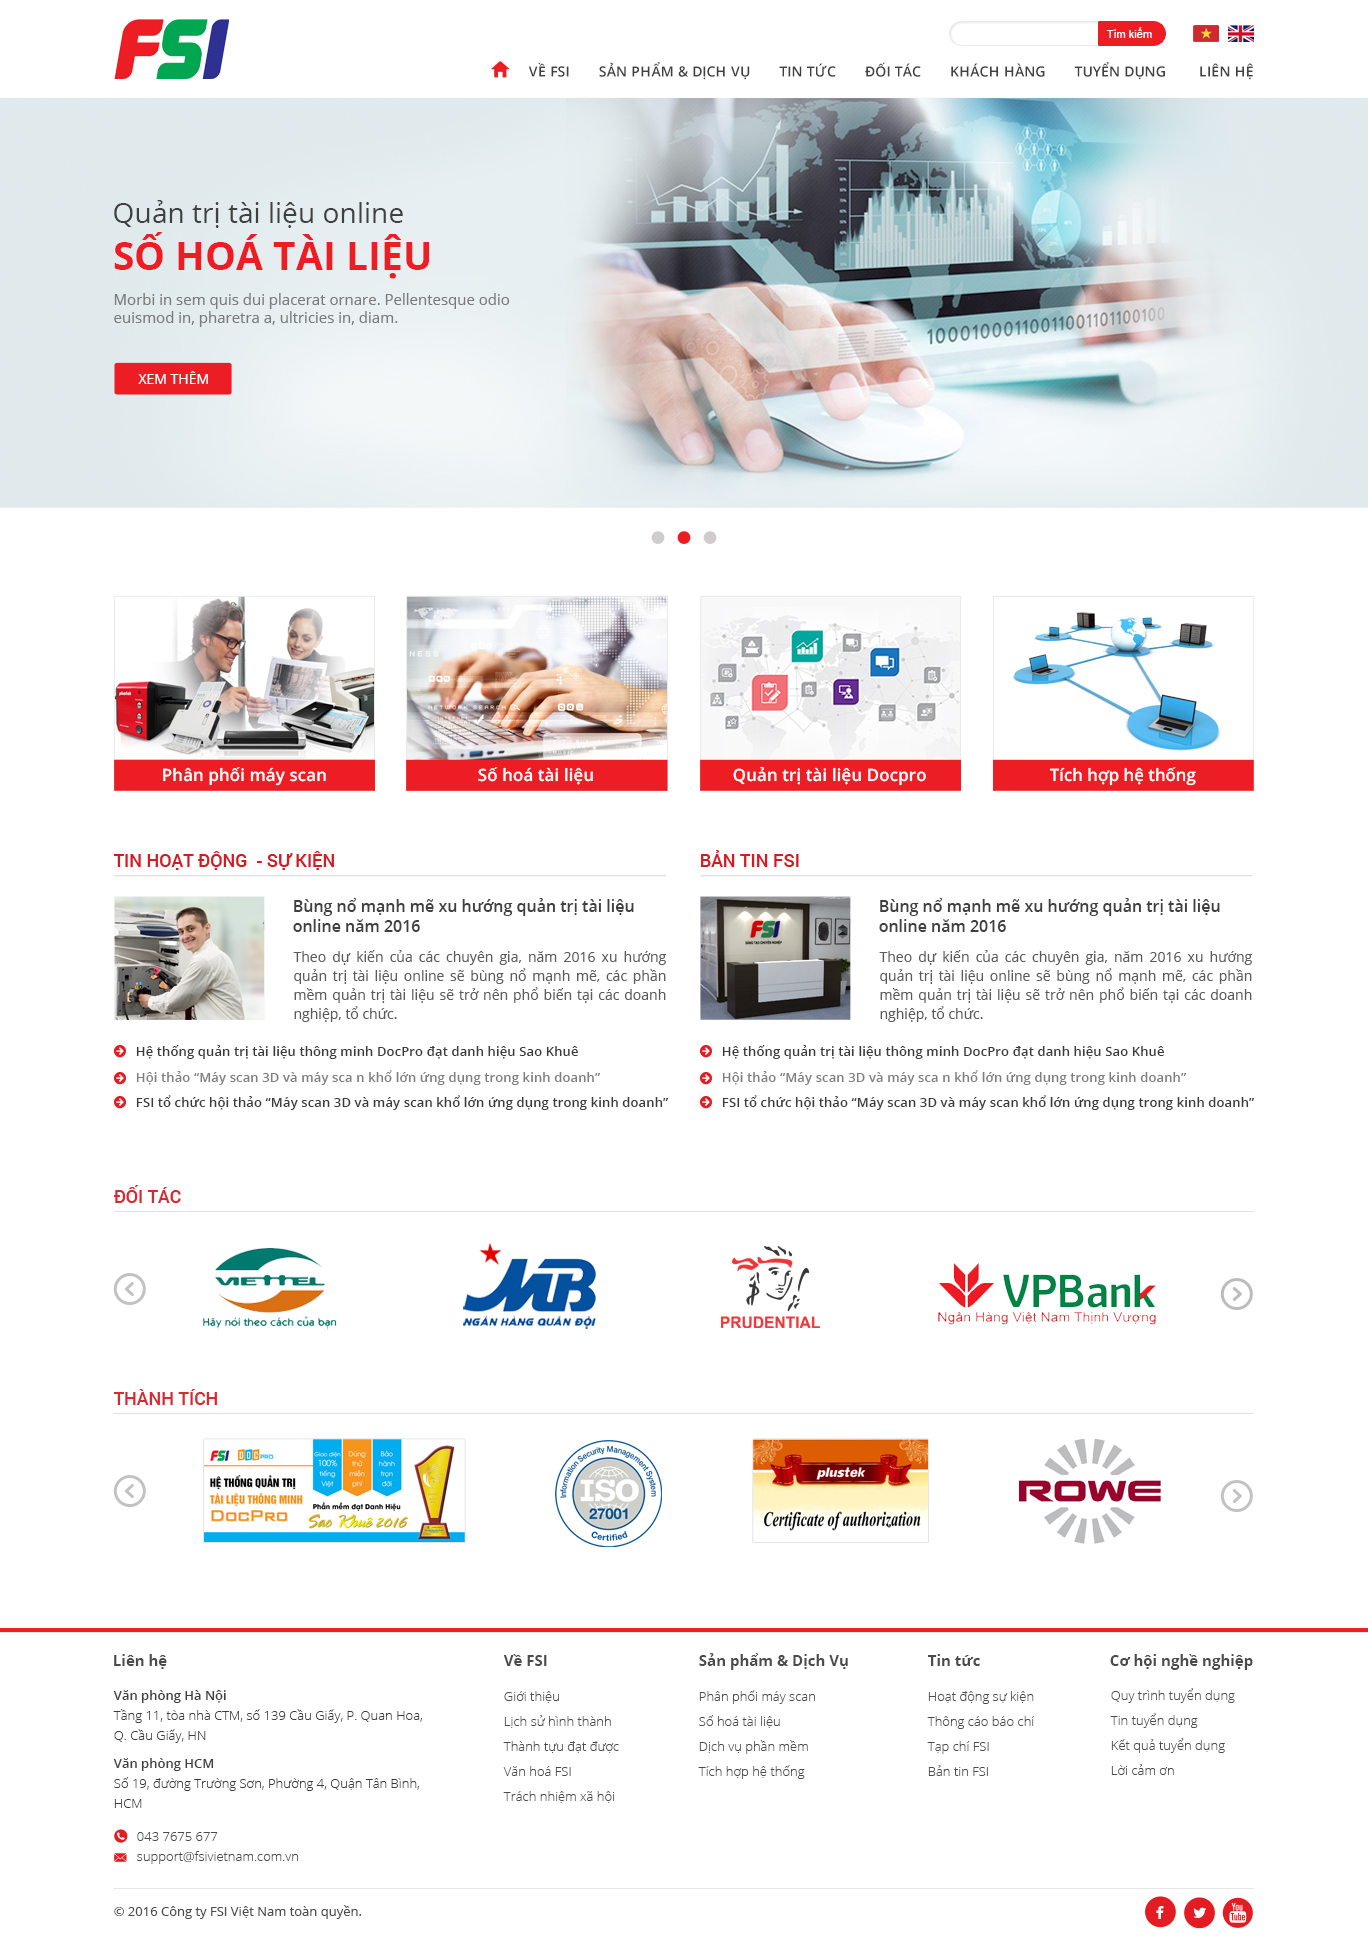 FSI
Tìm kiếm
VỀ FSI
SẢN PHẨM & DỊCH VỤ
TIN TỨC
ĐỐI TÁC
KHÁCH HÀNG
TUYỂN DỤNG
LIÊN HỆ
Quản trị tài liệu online
SỐ HOÁ TÀI LIỆU
Morbi in sem quis dui placerat ornare. Pellentesque odio
euismod in, pharetra a, ultricies in, diam.
XEM THÊM
Phân phối máy scan
Số hoá tài liệu
Quản trị tài liệu Docpro
Tích hợp hệ thống
TIN HOẠT ĐỘNG - SỰ KIỆN
Bùng nổ mạnh mẽ xu hướng quản trị tài liệu
online năm 2016
Theo dự kiến của các chuyên gia, năm 2016 xu hướng
quản trị tài liệu online sẽ bùng nổ mạnh mẽ, các phần
mềm quản trị tài liệu sẽ trở nên phổ biến tại các doanh
nghiệp, tổ chức.
Hệ thống quản trị tài liệu thông minh DocPro đạt danh hiệu Sao Khuê
Hội thảo “Máy scan 3D và máy sca n khổ lớn ứng dụng trong kinh doanh”
FSI tổ chức hội thảo “Máy scan 3D và máy scan khổ lớn ứng dụng trong kinh doanh”
BẢN TIN FSI
FSI
Bùng nổ mạnh mẽ xu hướng quản trị tài liệu
online năm 2016
Theo dự kiến của các chuyên gia, năm 2016 xu hướng
quản trị tài liệu online sẽ bùng nổ mạnh mẽ, các phần
mềm quản trị tài liệu sẽ trở nên phổ biến tại các doanh
nghiệp, tổ chức.
Hệ thống quản trị tài liệu thông minh DocPro đạt danh hiệu Sao Khuê
Hội thảo “Máy scan 3D và máy sca n khổ lớn ứng dụng trong kinh doanh”
FSI tổ chức hội thảo “Máy scan 3D và máy scan khổ lớn ứng dụng trong kinh doanh”
ĐỐI TÁC
VIETTEL
Hãy nói theo cách của bạn
MB
NGÂN HÀNG QUÂN ĐỘI
PRUDENTIAL
VPBank
Ngân Hàng Việt Nam Thịnh Vượng
THÀNH TÍCH
FSI DOC PRO
Giao diện 100% tiếng Việt
Dùng thử miễn phí
Bảo hành trọn đời
HỆ THỐNG QUẢN TRỊ
TÀI LIỆU THÔNG MINH
DOCPRO
Phần mềm đạt Danh Hiệu
Sao Khuê 2016
Information Security Management System
ISO
27001
Certified
plustek
Certificate of authorization
ROWE
Liên hệ
Văn phòng Hà Nội
Tầng 11, tòa nhà CTM, số 139 Cầu Giấy, P. Quan Hoa,
Q. Cầu Giấy, HN
Văn phòng HCM
Số 19, đường Trường Sơn, Phường 4, Quận Tân Bình,
HCM
043 7675 677
support@fsivietnam.com.vn
Về FSI
Giới thiệu
Lịch sử hình thành
Thành tựu đạt được
Văn hoá FSI
Trách nhiệm xã hội
Sản phẩm & Dịch Vụ
Phân phối máy scan
Số hoá tài liệu
Dịch vụ phần mềm
Tích hợp hệ thống
Tin tức
Hoạt động sự kiện
Thông cáo báo chí
Tạp chí FSI
Bản tin FSI
Cơ hội nghề nghiệp
Quy trình tuyển dụng
Tin tuyển dụng
Kết quả tuyển dụng
Lời cảm ơn
© 2016 Công ty FSI Việt Nam toàn quyền.
You
Tube